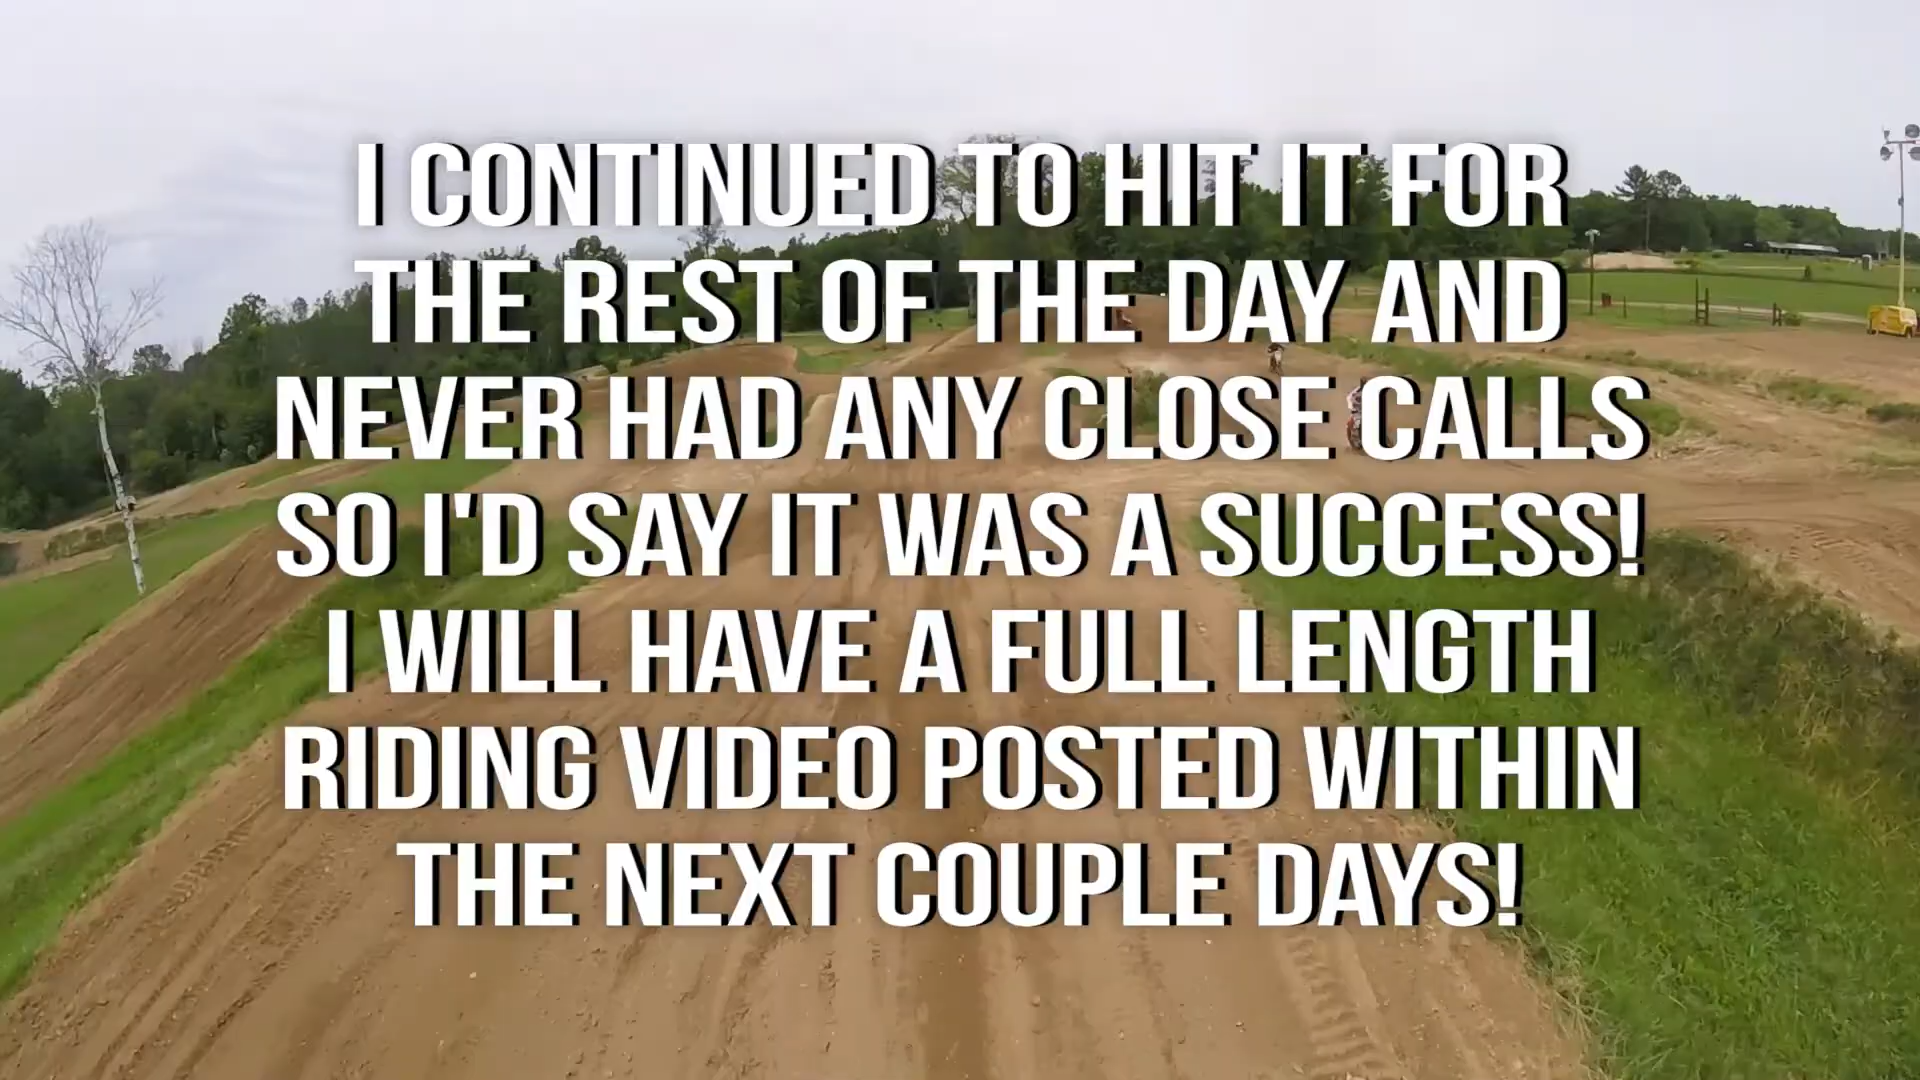 I CONTINUED TO HIT IT FOR
THE REST OF THE DAY AND
NEVER HAD ANY CLOSE CALLS
SO I'D SAY IT WAS A SUCCESS!
I WILL HAVE A FULL LENGTH
RIDING VIDEO POSTED WITHIN
THE NEXT COUPLE DAYS!